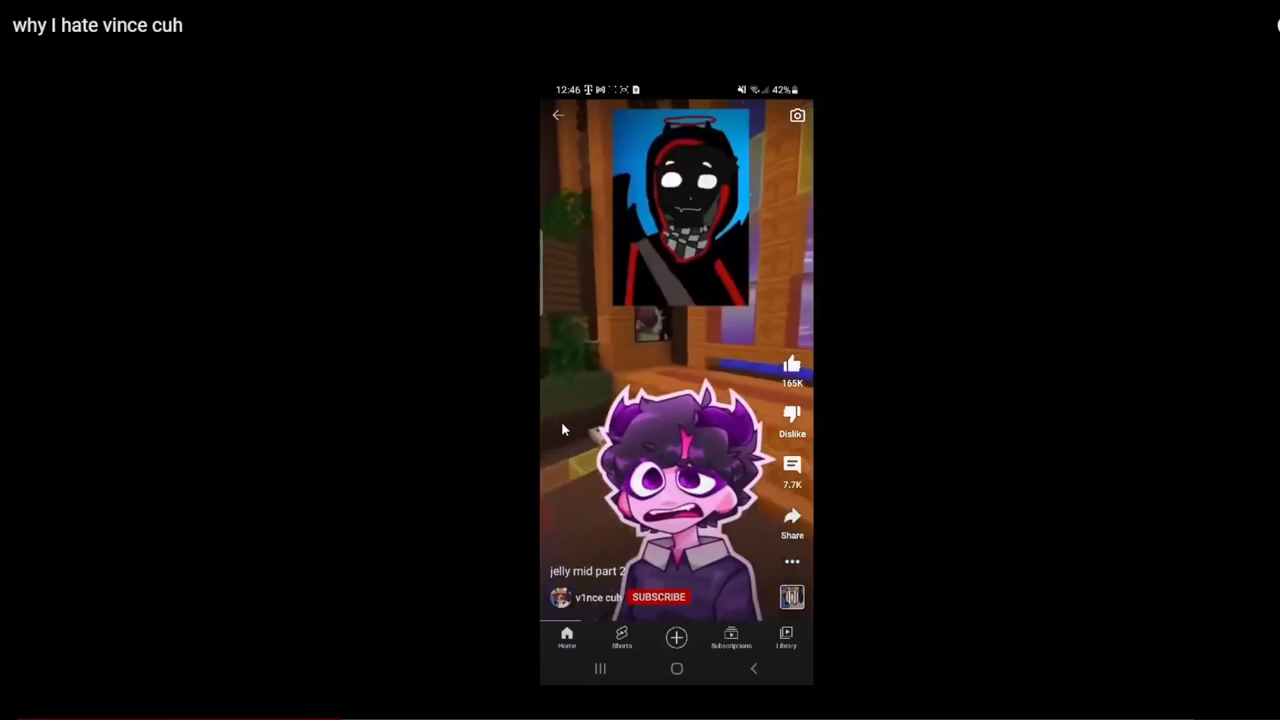 why I hate vince cuh
12:46
42%
165K
Dislike
7.7K
Share
jelly mid part 2
v1nce cuh SUBSCRIBE
Home Shorts Subscriptions Library